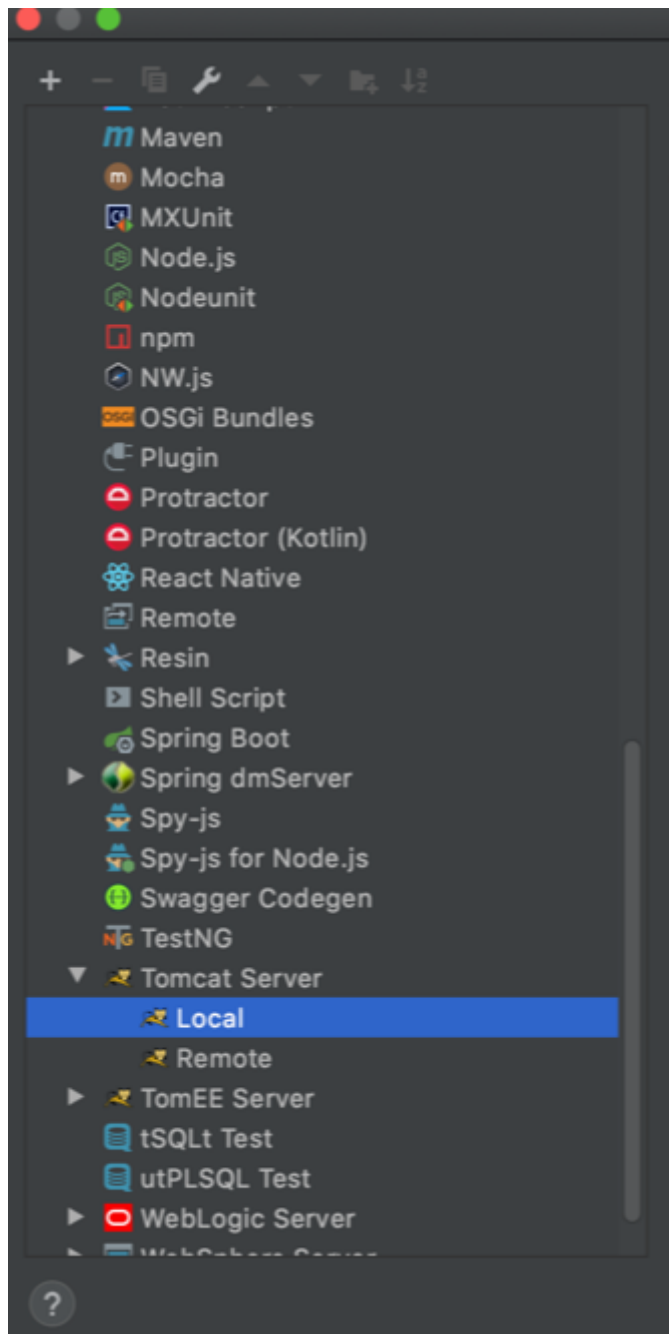 Maven
Mocha
MXUnit
Node.js
Nodeunit
npm
NW.js
OSGi Bundles
Plugin
Protractor
Protractor (Kotlin)
React Native
Remote
Resin
Shell Script
Spring Boot
Spring dmServer
Spy-js
Spy-js for Node.js
Swagger Codegen
TestNG
Tomcat Server
Local
Remote
TomEE Server
tSQLt Test
utPLSQL Test
WebLogic Server
WebSphere Server
?